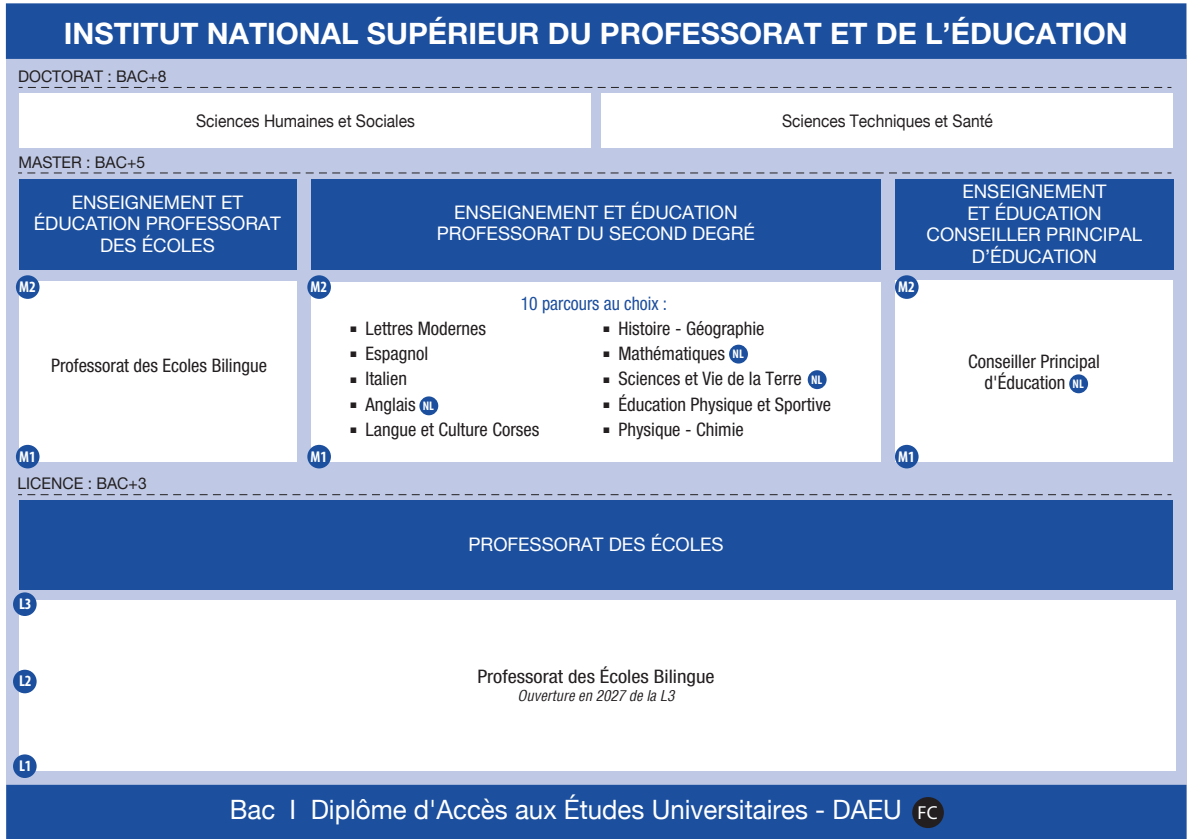 INSTITUT NATIONAL SUPÉRIEUR DU PROFESSORAT ET DE L'ÉDUCATION
DOCTORAT : BAC+8
Sciences Humaines et Sociales
Sciences Techniques et Santé
MASTER : BAC+5
ENSEIGNEMENT ET
ÉDUCATION PROFESSORAT
DES ÉCOLES
M2
Professorat des Ecoles Bilingue
M1
ENSEIGNEMENT ET ÉDUCATION
PROFESSORAT DU SECOND DEGRÉ
M2
10 parcours au choix :
▪ Lettres Modernes
▪ Espagnol
▪ Italien
▪ Anglais NL
▪ Langue et Culture Corses
▪ Histoire - Géographie
▪ Mathématiques NL
▪ Sciences et Vie de la Terre NL
▪ Éducation Physique et Sportive
▪ Physique - Chimie
M1
ENSEIGNEMENT
ET ÉDUCATION
CONSEILLER PRINCIPAL
D'ÉDUCATION
M2
Conseiller Principal
d'Éducation NL
M1
LICENCE : BAC+3
PROFESSORAT DES ÉCOLES
L3
L2
Professorat des Écoles Bilingue
Ouverture en 2027 de la L3
L1
Bac I Diplôme d'Accès aux Études Universitaires - DAEU FC